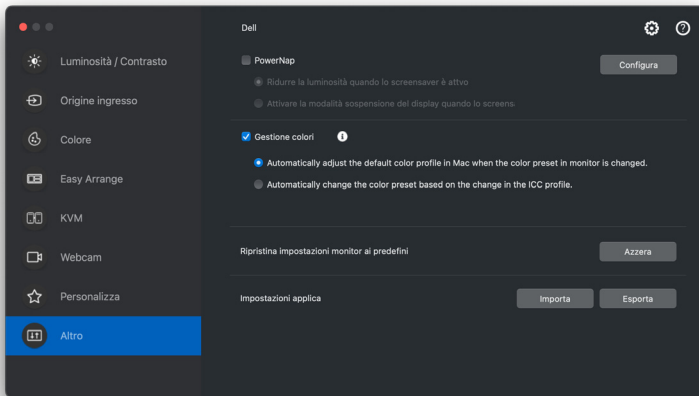 Dell
Luminosità / Contrasto
Origine ingresso
Colore
Easy Arrange
KVM
Webcam
Personalizza
Altro
PowerNap
Configura
Ridurre la luminosità quando lo screensaver è attvo
Attivare la modalità sospensione del display quando lo screens
Gestione colori
Automatically adjust the default color profile in Mac when the color preset in monitor is changed.
Automatically change the color preset based on the change in the ICC profile.
Ripristina impostazioni monitor ai predefini
Azzera
Impostazioni applica
Importa
Esporta